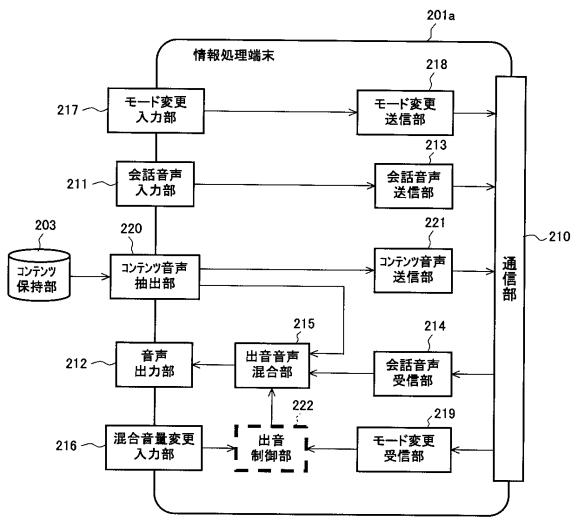 201a
情報処理端末
217
モード変更
入力部
218
モード変更
送信部
211
会話音声
入力部
213
会話音声
送信部
203
コンテンツ
保持部
220
コンテンツ音声
抽出部
221
コンテンツ音声
送信部
210
通信部
212
音声
出力部
215
出音音声
混合部
214
会話音声
受信部
216
混合音量変更
入力部
222
出音
制御部
219
モード変更
受信部